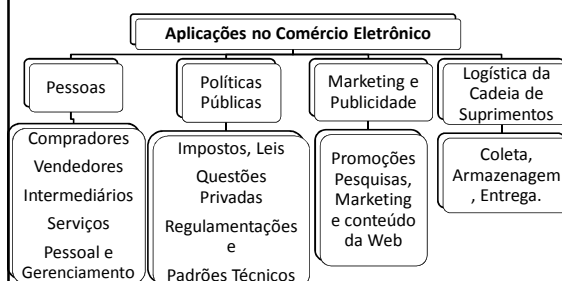 Aplicações no Comércio Eletrônico
Pessoas
Compradores
Vendedores
Intermediários
Serviços
Pessoal e
Gerenciamento
Políticas
Públicas
Impostos, Leis
Questões
Privadas
Regulamentações
e
Padrões Técnicos
Marketing e
Publicidade
Promoções
Pesquisas,
Marketing
e conteúdo
da Web
Logística da
Cadeia de
Suprimentos
Coleta,
Armazenagem
, Entrega.